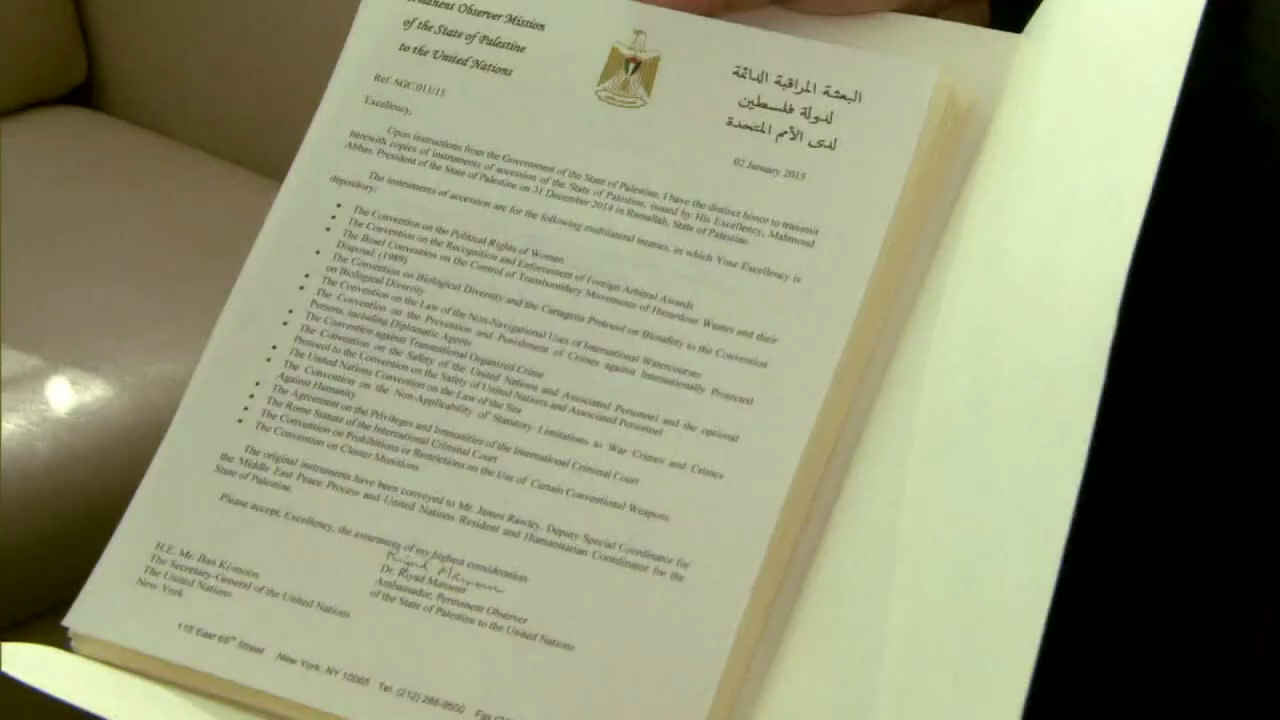 Permanent Observer Mission
of the State of Palestine
to the United Nations
البعثة المراقبة الدائمة
لدولة فلسطين
لدى الأمم المتحدة
Ref. SGC.011/15
02 January 2015
Excellency,
Upon instructions from the Government of the State of Palestine, I have the distinct honor to transmit
herewith copies of instruments of accession of the State of Palestine, issued by His Excellency, Mahmoud
Abbas, President of the State of Palestine on 31 December 2014 in Ramallah, State of Palestine.
The instruments of accession are for the following multilateral treaties, in which Your Excellency is
depository:
• The Convention on the Political Rights of Women
• The Convention on the Recognition and Enforcement of Foreign Arbitral Awards
• The Basel Convention on the Control of Transboundary Movements of Hazardous Wastes and their
Disposal, (1989)
• The Convention on Biological Diversity and the Cartagena Protocol on Biosafety to the Convention
on Biological Diversity
• The Convention on the Law of the Non-Navigational Uses of International Watercourses
• The Convention on the Prevention and Punishment of Crimes against Internationally Protected
Persons, including Diplomatic Agents
• The Convention against Transnational Organized Crime
• The Convention on the Safety of the United Nations and Associated Personnel and the optional
Protocol to the Convention on the Safety of United Nations and Associated Personnel
• The United Nations Convention on the Law of the Sea
• The Convention on the Non-Applicability of Statutory Limitations to War Crimes and Crimes
Against Humanity
• The Agreement on the Privileges and Immunities of the International Criminal Court
• The Rome Statute of the International Criminal Court
• The Convention on Prohibitions or Restrictions on the Use of Certain Conventional Weapons
• The Convention on Cluster Munitions
The original instruments have been conveyed to Mr. James Rawley, Deputy Special Coordinator for
the Middle East Peace Process and United Nations Resident and Humanitarian Coordinator for the
State of Palestine.
Please accept, Excellency, the assurances of my highest consideration.
Riyad Mansour
Dr. Riyad Mansour
Ambassador, Permanent Observer
of the State of Palestine to the United Nations
H.E. Mr. Ban Ki-moon
The Secretary-General of the United Nations
The United Nations
New York
115 East 65th Street New York, NY 10065 Tel. (212) 288-8500 Fax